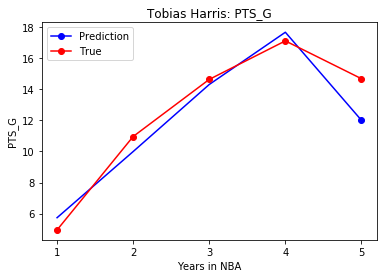 Tobias Harris: PTS_G
Prediction
True
18
16
14
12
10
8
6
PTS_G
1 2 3 4 5
Years in NBA